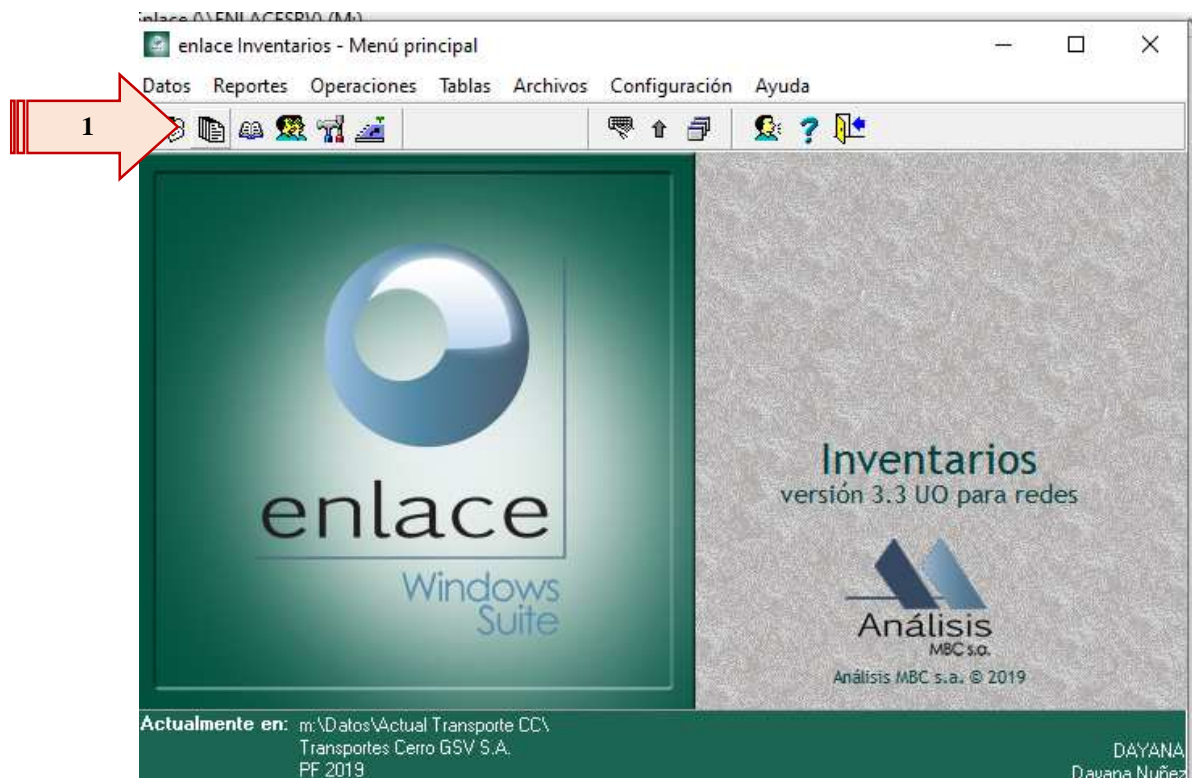 enlace Inventarios - Menú principal
Datos Reportes Operaciones Tablas Archivos Configuración Ayuda
1
enlace
Windows
Suite
Inventarios
versión 3.3 UO para redes
Análisis
MBC s.a.
Análisis MBC s.a. © 2019
Actualmente en: m:\Datos\Actual Transporte CC\
Transportes Cerro GSV S.A.
PF 2019
DAYANA
Dayana Nuñez